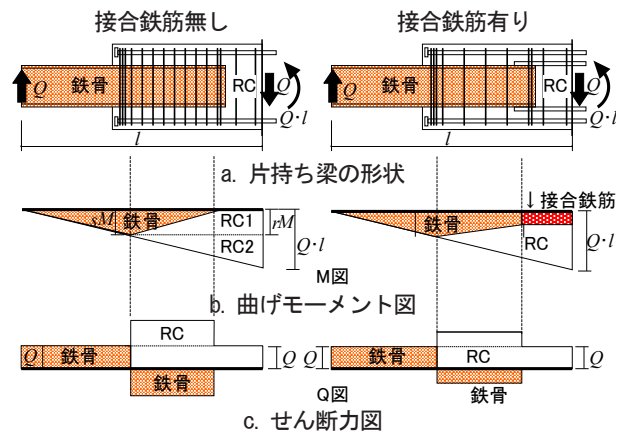 接合鉄筋無し 接合鉄筋有り
Q 鉄骨 RC Q Q・l
Q 鉄骨 RC Q Q・l
l l
a. 片持ち梁の形状
sM 鉄骨 RC1 rM
RC2 Q・l
↓接合鉄筋
鉄骨 RC Q・l
M図
b. 曲げモーメント図
RC
Q 鉄骨 Q Q 鉄骨 RC Q
鉄骨 Q図 鉄骨
c. せん断力図